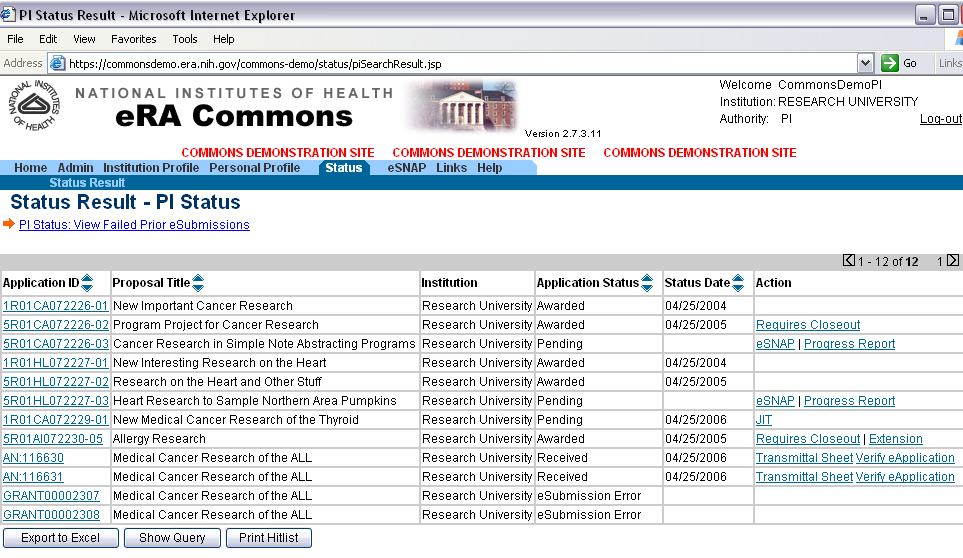 PI Status Result - Microsoft Internet Explorer
File Edit View Favorites Tools Help
Address https://commonsdemo.era.nih.gov/commons-demo/status/piSearchResult.jsp Go Links
NATIONAL INSTITUTES OF HEALTH
NATIONAL INSTITUTES OF HEALTH
eRA Commons
Version 2.7.3.11
Welcome CommonsDemoPI
Institution: RESEARCH UNIVERSITY
Authority: PI Log-out
COMMONS DEMONSTRATION SITE COMMONS DEMONSTRATION SITE COMMONS DEMONSTRATION SITE
Home Admin Institution Profile Personal Profile Status eSNAP Links Help
Status Result
Status Result - PI Status
PI Status: View Failed Prior eSubmissions
1 - 12 of 12 1
Application ID Proposal Title Institution Application Status Status Date Action
1R01CA072226-01 New Important Cancer Research Research University Awarded 04/25/2004
5R01CA072226-02 Program Project for Cancer Research Research University Awarded 04/25/2005 Requires Closeout
5R01CA072226-03 Cancer Research in Simple Note Abstracting Programs Research University Pending eSNAP | Progress Report
1R01HL072227-01 New Interesting Research on the Heart Research University Awarded 04/25/2004
5R01HL072227-02 Research on the Heart and Other Stuff Research University Awarded 04/25/2005
5R01HL072227-03 Heart Research to Sample Northern Area Pumpkins Research University Pending eSNAP | Progress Report
1R01CA072229-01 New Medical Cancer Research of the Thyroid Research University Pending 04/25/2006 JIT
5R01AI072230-05 Allergy Research Research University Awarded 04/25/2005 Requires Closeout | Extension
AN:116630 Medical Cancer Research of the ALL Research University Received 04/25/2006 Transmittal Sheet Verify eApplication
AN:116631 Medical Cancer Research of the ALL Research University Received 04/25/2006 Transmittal Sheet Verify eApplication
GRANT00002307 Medical Cancer Research of the ALL Research University eSubmission Error
GRANT00002308 Medical Cancer Research of the ALL Research University eSubmission Error
Export to Excel Show Query Print Hitlist